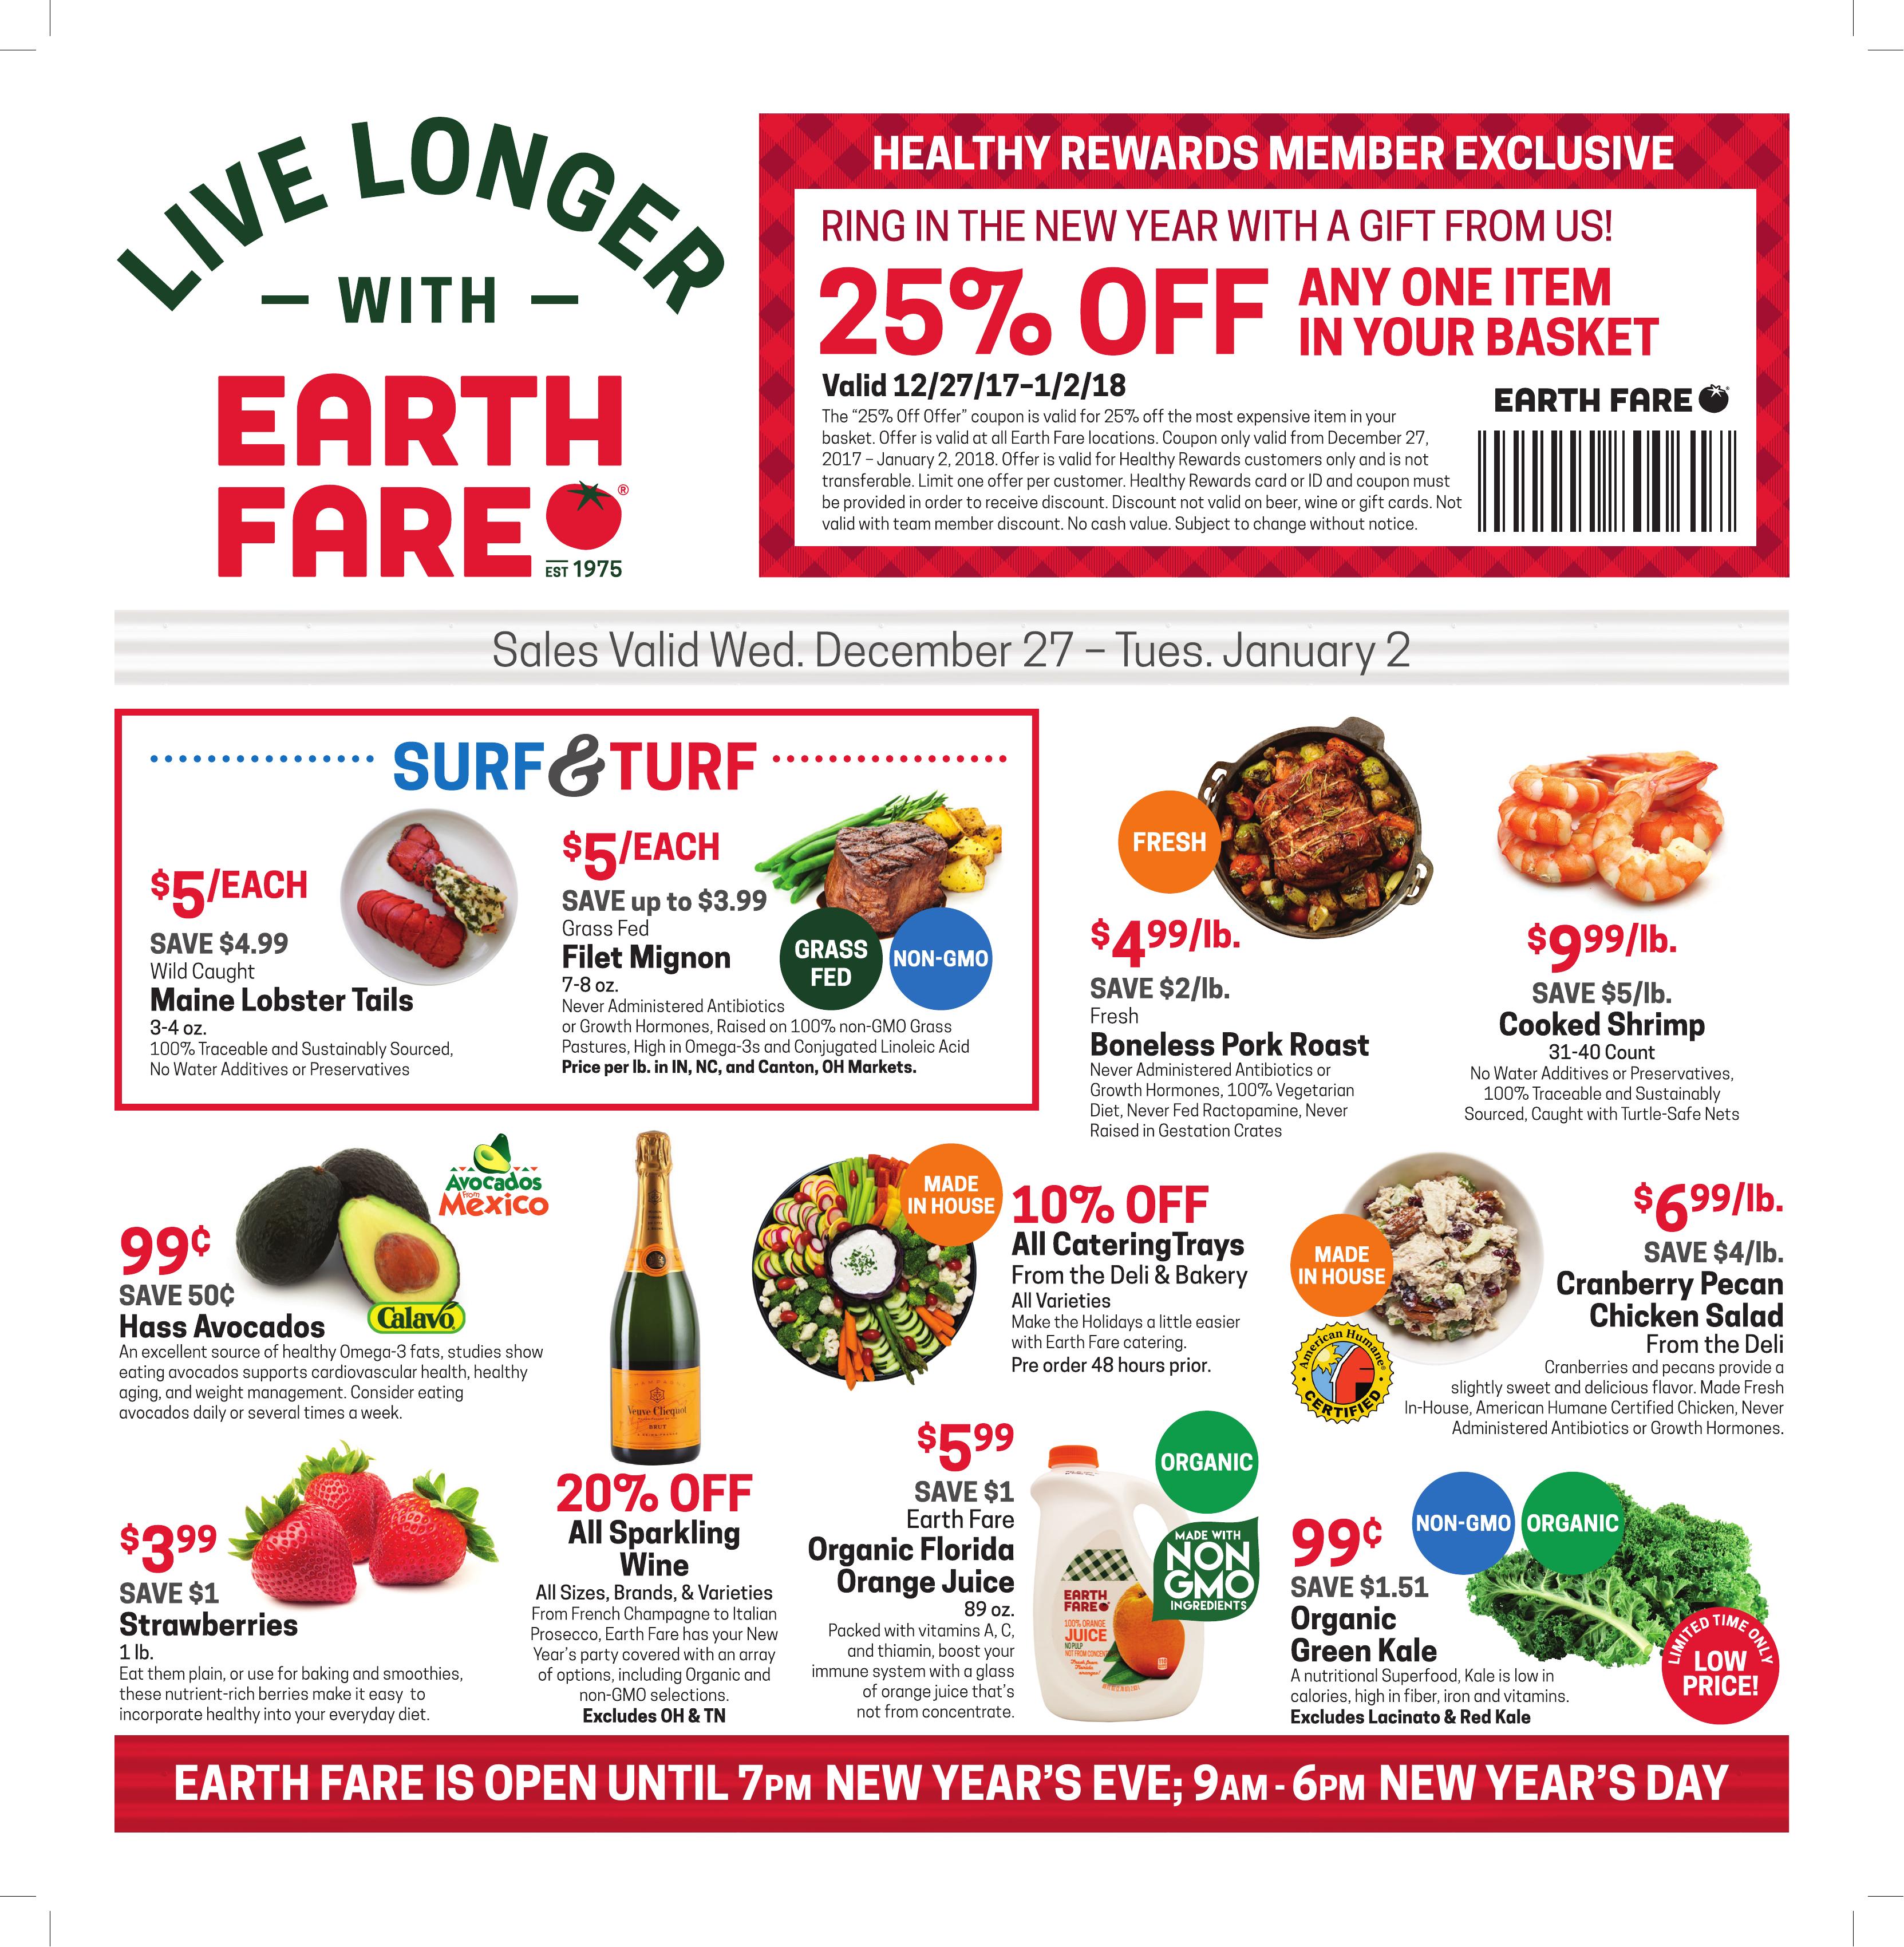 LIVE LONGER
— WITH —
EARTH
FARE®
EST 1975
HEALTHY REWARDS MEMBER EXCLUSIVE
RING IN THE NEW YEAR WITH A GIFT FROM US!
25% OFF
ANY ONE ITEM
IN YOUR BASKET
Valid 12/27/17–1/2/18
The “25% Off Offer” coupon is valid for 25% off the most expensive item in your
basket. Offer is valid at all Earth Fare locations. Coupon only valid from December 27,
2017 – January 2, 2018. Offer is valid for Healthy Rewards customers only and is not
transferable. Limit one offer per customer. Healthy Rewards card or ID and coupon must
be provided in order to receive discount. Discount not valid on beer, wine or gift cards. Not
valid with team member discount. No cash value. Subject to change without notice.
EARTH FARE
Sales Valid Wed. December 27 – Tues. January 2
SURF & TURF
$5/EACH
SAVE $4.99
Wild Caught
Maine Lobster Tails
3-4 oz.
100% Traceable and Sustainably Sourced,
No Water Additives or Preservatives
$5/EACH
SAVE up to $3.99
Grass Fed
Filet Mignon
7-8 oz.
Never Administered Antibiotics
or Growth Hormones, Raised on 100% non-GMO Grass
Pastures, High in Omega-3s and Conjugated Linoleic Acid
Price per lb. in IN, NC, and Canton, OH Markets.
GRASS
FED
NON-GMO
FRESH
$4.99/lb.
SAVE $2/lb.
Fresh
Boneless Pork Roast
Never Administered Antibiotics or
Growth Hormones, 100% Vegetarian
Diet, Never Fed Ractopamine, Never
Raised in Gestation Crates
$9.99/lb.
SAVE $5/lb.
Cooked Shrimp
31-40 Count
No Water Additives or Preservatives,
100% Traceable and Sustainably
Sourced, Caught with Turtle-Safe Nets
Avocados
From
Mexico
99¢
SAVE 50¢
Calavo
Hass Avocados
An excellent source of healthy Omega-3 fats, studies show
eating avocados supports cardiovascular health, healthy
aging, and weight management. Consider eating
avocados daily or several times a week.
Veuve Clicquot
BRUT
20% OFF
All Sparkling
Wine
All Sizes, Brands, & Varieties
From French Champagne to Italian
Prosecco, Earth Fare has your New
Year’s party covered with an array
of options, including Organic and
non-GMO selections.
Excludes OH & TN
MADE
IN HOUSE
10% OFF
All CateringTrays
From the Deli & Bakery
All Varieties
Make the Holidays a little easier
with Earth Fare catering.
Pre order 48 hours prior.
MADE
IN HOUSE
American Humane
CERTIFIED
$6.99/lb.
SAVE $4/lb.
Cranberry Pecan
Chicken Salad
From the Deli
Cranberries and pecans provide a
slightly sweet and delicious flavor. Made Fresh
In-House, American Humane Certified Chicken, Never
Administered Antibiotics or Growth Hormones.
$3.99
SAVE $1
Strawberries
1 lb.
Eat them plain, or use for baking and smoothies,
these nutrient-rich berries make it easy to
incorporate healthy into your everyday diet.
$5.99
SAVE $1
Earth Fare
Organic Florida
Orange Juice
89 oz.
Packed with vitamins A, C,
and thiamin, boost your
immune system with a glass
of orange juice that’s
not from concentrate.
ORGANIC
MADE WITH
NON
GMO
INGREDIENTS
EARTH
FARE
100% ORANGE
JUICE
NO PULP
NOT FROM CONCENTRATE
NON-GMO
ORGANIC
99¢
SAVE $1.51
Organic
Green Kale
A nutritional Superfood, Kale is low in
calories, high in fiber, iron and vitamins.
Excludes Lacinato & Red Kale
LIMITED TIME ONLY
LOW
PRICE!
EARTH FARE IS OPEN UNTIL 7PM NEW YEAR’S EVE; 9AM - 6PM NEW YEAR’S DAY